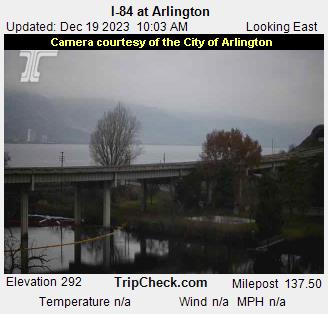 I-84 at Arlington
Updated: Dec 19 2023 10:03 AM Looking East
Camera courtesy of the City of Arlington
Elevation 292 TripCheck.com Milepost 137.50
Temperature n/a Wind n/a MPH n/a